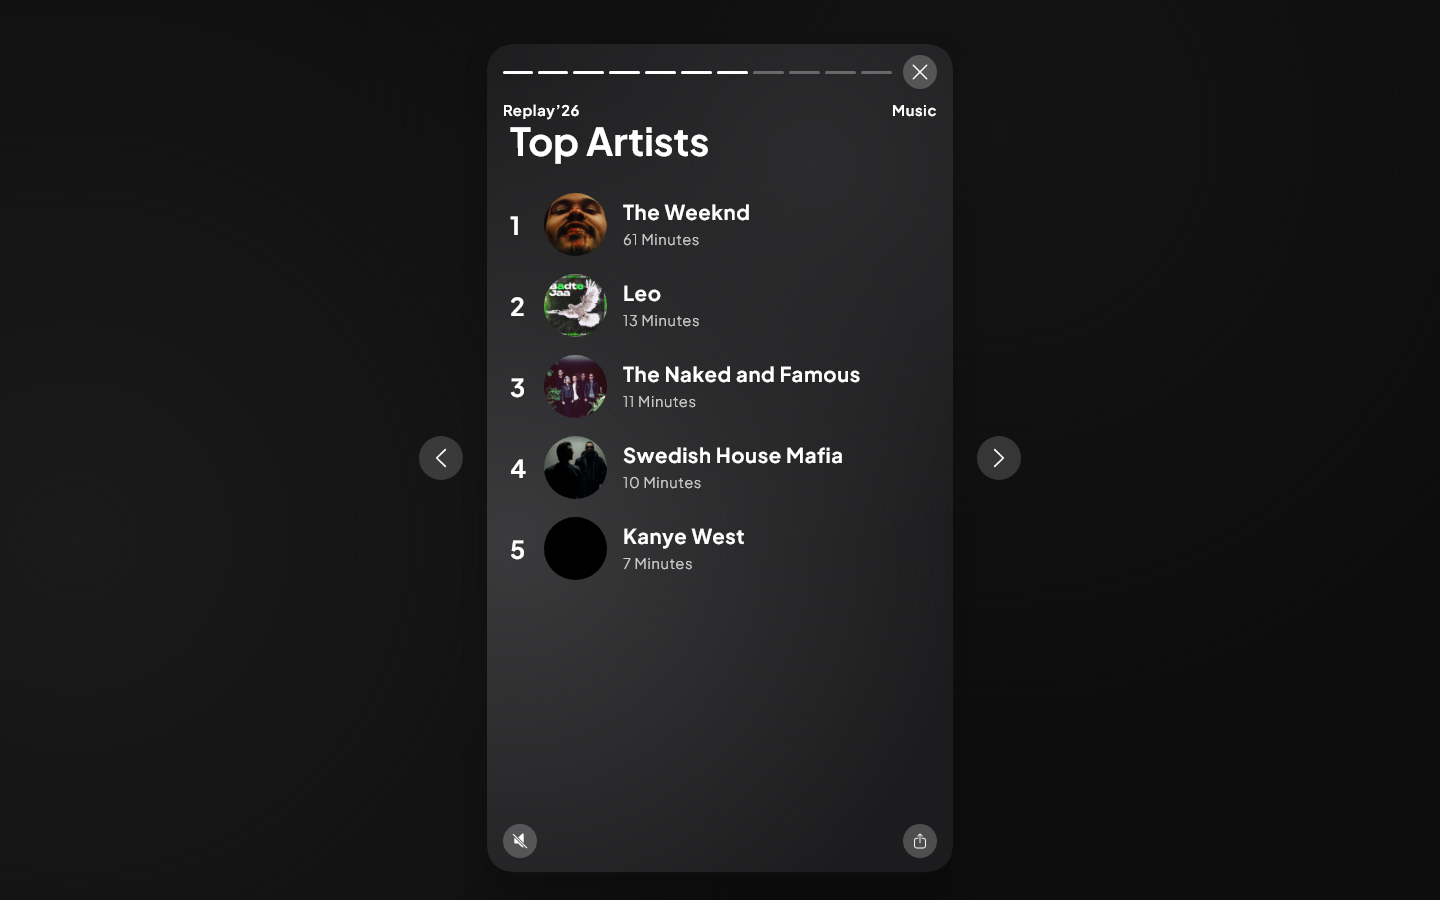 Replay’26
Music
Top Artists
1
The Weeknd
61 Minutes
2
Jaa
Leo
13 Minutes
3
The Naked and Famous
11 Minutes
4
Swedish House Mafia
10 Minutes
5
Kanye West
7 Minutes